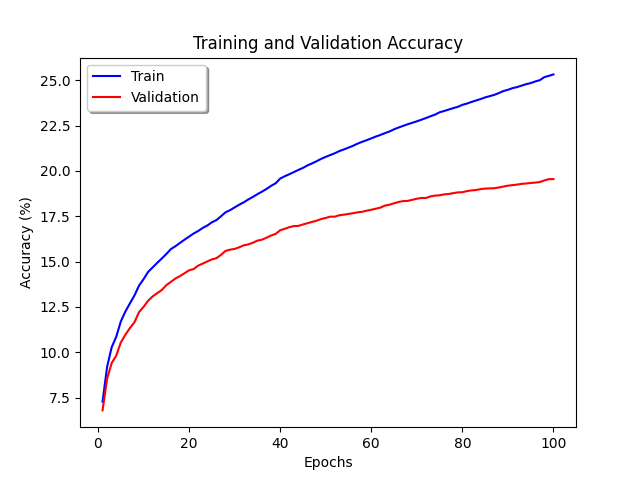 Training and Validation Accuracy
Train
Validation
Accuracy (%)
25.0
22.5
20.0
17.5
15.0
12.5
10.0
7.5
0 20 40 60 80 100
Epochs